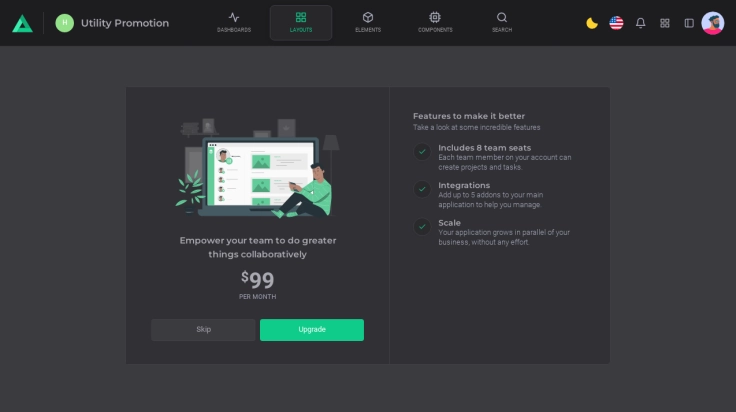 H
Utility Promotion
DASHBOARDS
LAYOUTS
ELEMENTS
COMPONENTS
SEARCH
Empower your team to do greater
things collaboratively
$99
PER MONTH
Skip
Upgrade
Features to make it better
Take a look at some incredible features
Includes 8 team seats
Each team member on your account can
create projects and tasks.
Integrations
Add up to 5 addons to your main
application to help you manage.
Scale
Your application grows in parallel of your
business, without any effort.